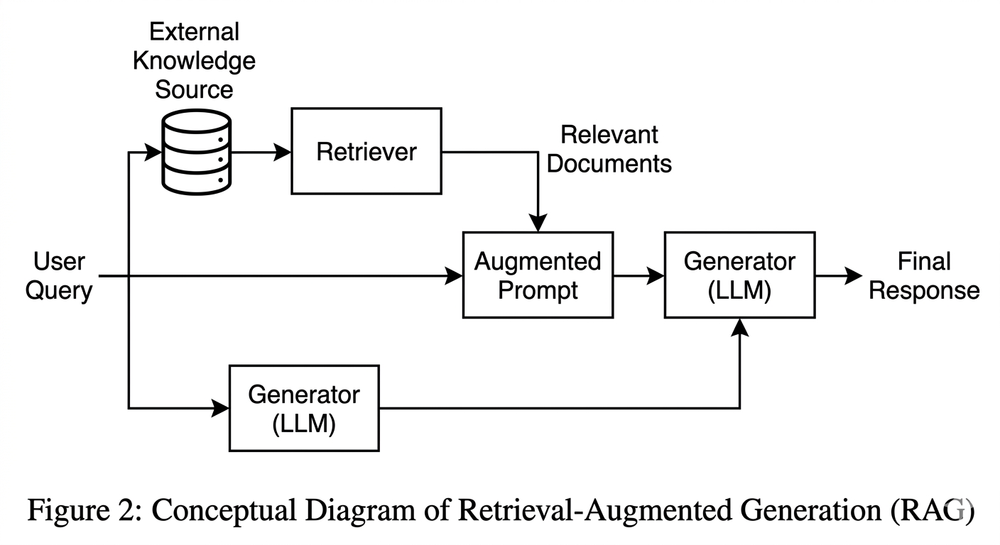 External
Knowledge
Source
Retriever
Relevant
Documents
User
Query
Augmented
Prompt
Generator
(LLM)
Final
Response
Generator
(LLM)
Figure 2: Conceptual Diagram of Retrieval-Augmented Generation (RAG)